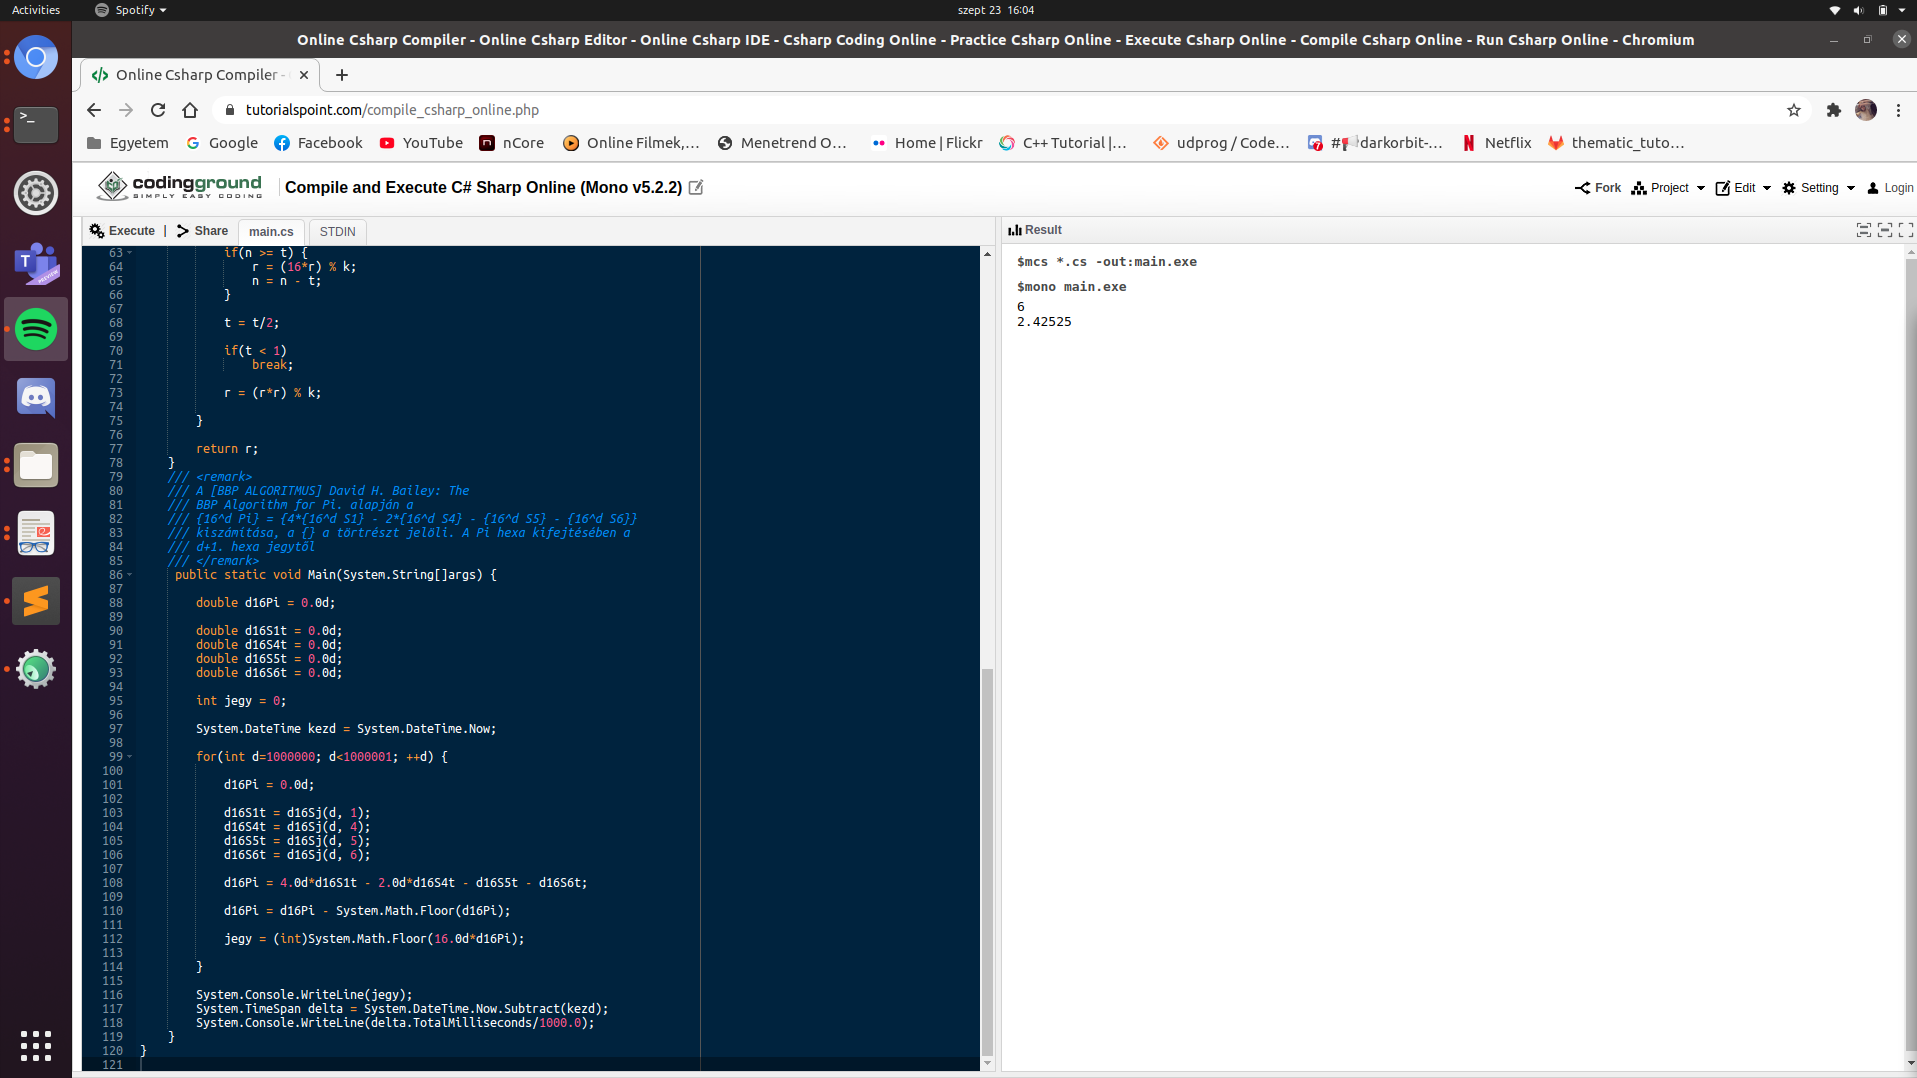 Activities
Spotify
szept 23 16:04
Online Csharp Compiler - Online Csharp Editor - Online Csharp IDE - Csharp Coding Online - Practice Csharp Online - Execute Csharp Online - Compile Csharp Online - Run Csharp Online - Chromium
Online Csharp Compiler -
tutorialspoint.com/compile_csharp_online.php
Egyetem
Google
Facebook
YouTube
nCore
Online Filmek,...
Menetrend O...
Home | Flickr
C++ Tutorial |...
udprog / Code...
#📢darkorbit-...
Netflix
thematic_tuto...
codingground
SIMPLY EASY CODING
Compile and Execute C# Sharp Online (Mono v5.2.2)
Fork
Project
Edit
Setting
Login
Execute | Share main.cs STDIN
63 if(n >= t) {
64 r = (16*r) % k;
65 n = n - t;
66 }
67
68 t = t/2;
69
70 if(t < 1)
71 break;
72
73 r = (r*r) % k;
74
75 }
76
77 return r;
78 }
79 /// <remark>
80 /// A [BBP ALGORITMUS] David H. Bailey: The
81 /// BBP Algorithm for Pi. alapján a
82 /// {16^d Pi} = {4*{16^d S1} - 2*{16^d S4} - {16^d S5} - {16^d S6}}
83 /// kiszámítása, a {} a törtrészt jelöli. A Pi hexa kifejtésében a
84 /// d+1. hexa jegytől
85 /// </remark>
86 public static void Main(System.String[]args) {
87
88 double d16Pi = 0.0d;
89
90 double d16S1t = 0.0d;
91 double d16S4t = 0.0d;
92 double d16S5t = 0.0d;
93 double d16S6t = 0.0d;
94
95 int jegy = 0;
96
97 System.DateTime kezd = System.DateTime.Now;
98
99 for(int d=1000000; d<1000001; ++d) {
100
101 d16Pi = 0.0d;
102
103 d16S1t = d16Sj(d, 1);
104 d16S4t = d16Sj(d, 4);
105 d16S5t = d16Sj(d, 5);
106 d16S6t = d16Sj(d, 6);
107
108 d16Pi = 4.0d*d16S1t - 2.0d*d16S4t - d16S5t - d16S6t;
109
110 d16Pi = d16Pi - System.Math.Floor(d16Pi);
111
112 jegy = (int)System.Math.Floor(16.0d*d16Pi);
113
114 }
115
116 System.Console.WriteLine(jegy);
117 System.TimeSpan delta = System.DateTime.Now.Subtract(kezd);
118 System.Console.WriteLine(delta.TotalMilliseconds/1000.0);
119 }
120 }
121
Result
$mcs *.cs -out:main.exe
$mono main.exe
6
2.42525